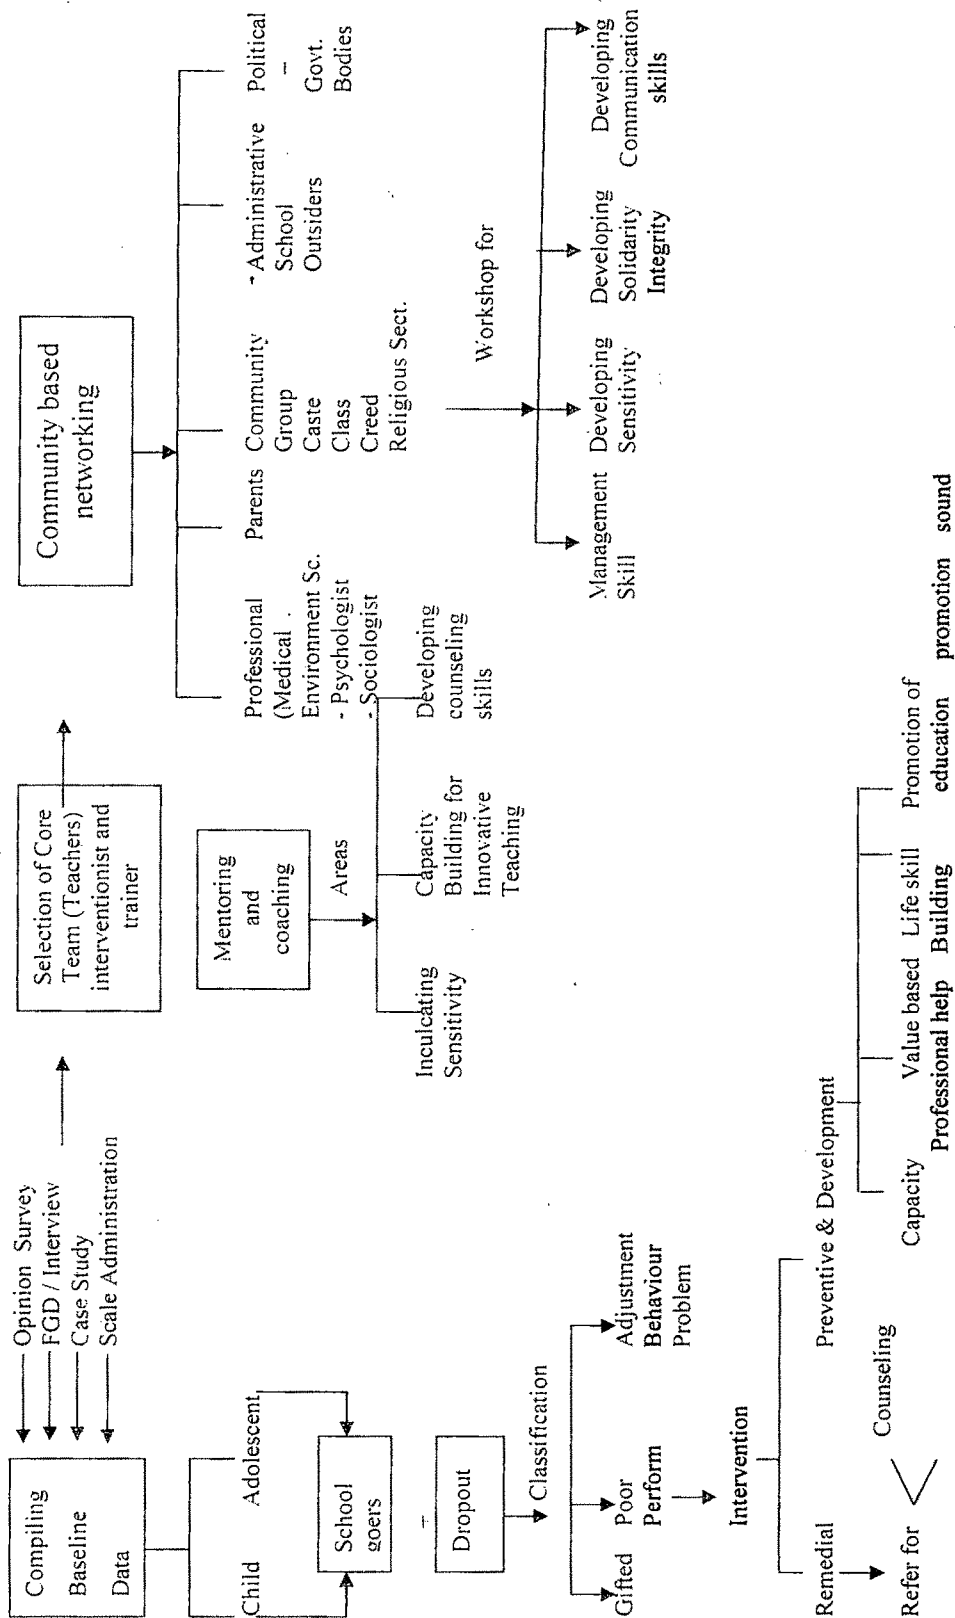 Compiling
Baseline
Data
Opinion Survey
FGD / Interview
Case Study
Scale Administration
Child
Adolescent
School
goers
Dropout
Classification
Gifted
Poor
Perform
Adjustment
Behaviour
Problem
Intervention
Remedial
Preventive & Development
Refer for
Counseling
Capacity
Value based
Life skill
Promotion of
Professional help
Building
education
promotion
sound
Selection of Core
Team (Teachers)
interventionist and
trainer
Mentoring
and
coaching
Areas
Inculcating
Sensitivity
Capacity
Building for
Innovative
Teaching
Developing
counseling
skills
Community based
networking
Professional
(Medical
Environment Sc.
- Psychologist
- Sociologist
Parents
Community
Group
Caste
Class
Creed
Religious Sect.
- Administrative
School
Outsiders
Political
–
Govt.
Bodies
Workshop for
Management
Skill
Developing
Sensitivity
Developing
Solidarity
Integrity
Developing
Communication
skills